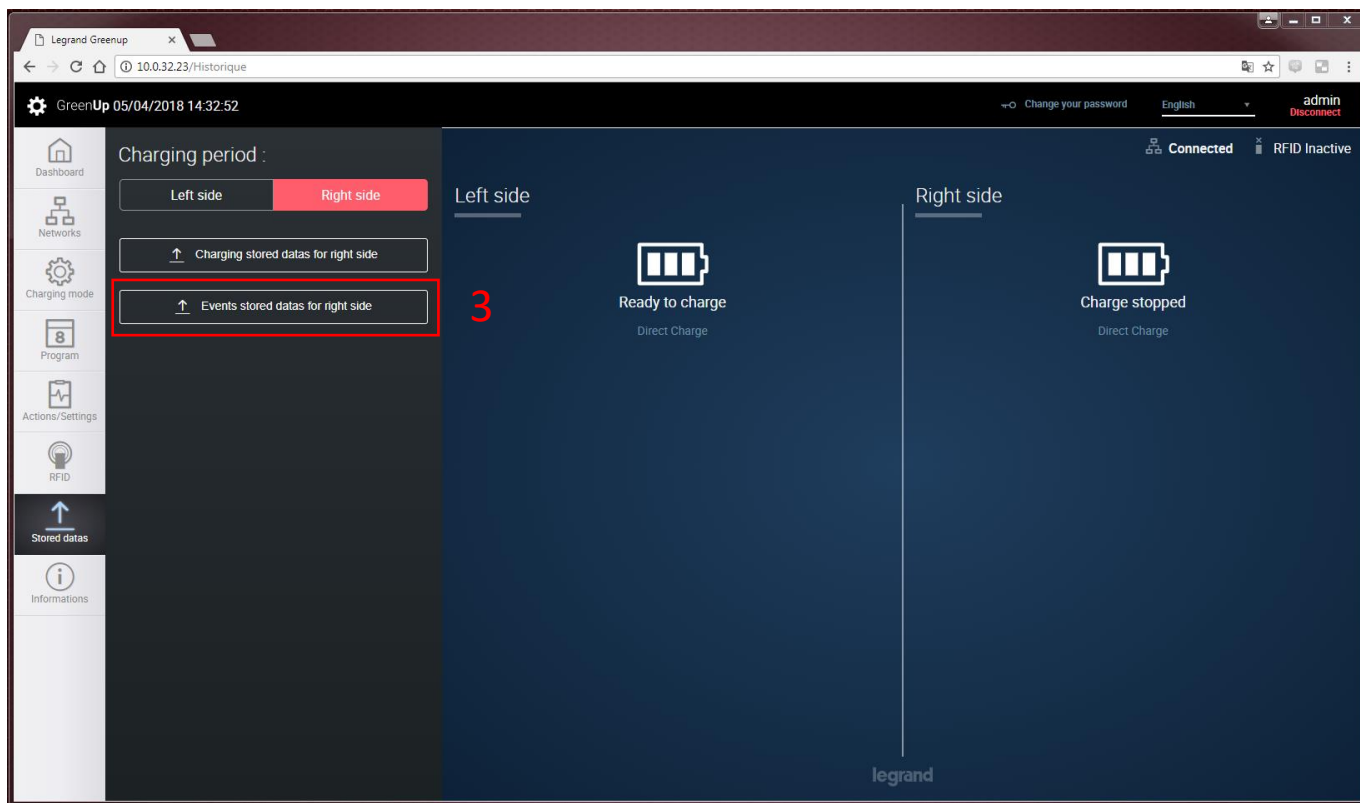 Legrand Greenup
10.0.32.23/Historique
GreenUp 05/04/2018 14:32:52
Change your password
English
admin
Disconnect
Dashboard
Networks
Charging mode
8
Program
Actions/Settings
RFID
Stored datas
Informations
Charging period :
Left side
Right side
Charging stored datas for right side
Events stored datas for right side
3
Connected
RFID Inactive
Left side
Ready to charge
Direct Charge
Right side
Charge stopped
Direct Charge
legrand